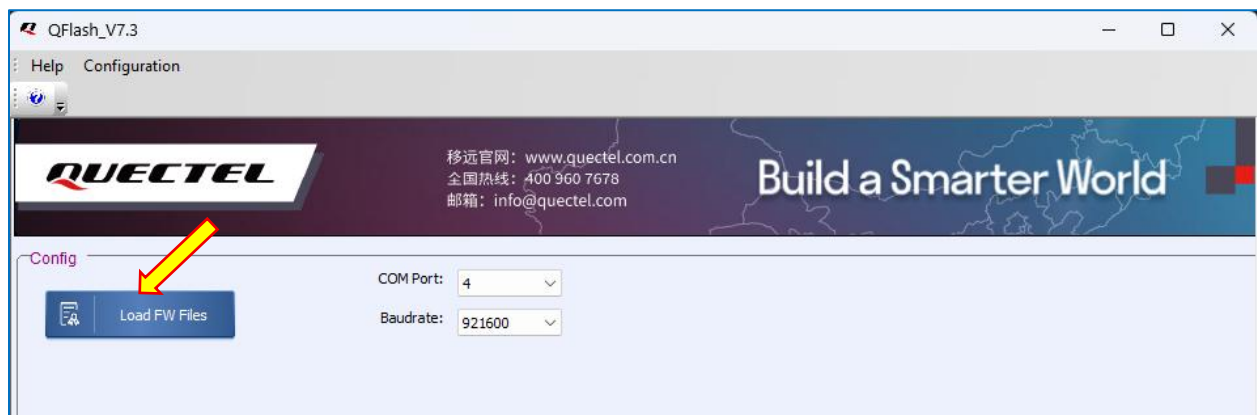 QFlash_V7.3
Help Configuration
QUECTEL
移远官网：www.quectel.com.cn
全国热线：400 960 7678
邮箱：info@quectel.com
Build a Smarter World
Config
Load FW Files
COM Port: 4
Baudrate: 921600